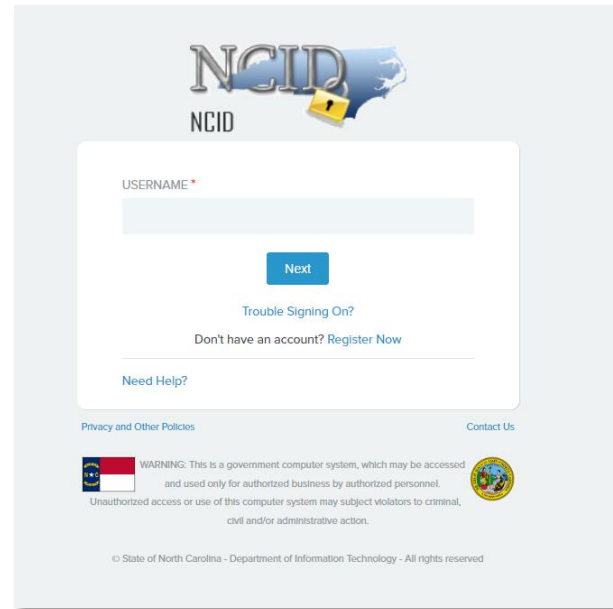 NCID
NCID
USERNAME *
Next
Trouble Signing On?
Don't have an account? Register Now
Need Help?
Privacy and Other Policies
Contact Us
WARNING: This is a government computer system, which may be accessed
and used only for authorized business by authorized personnel.
Unauthorized access or use of this computer system may subject violators to criminal,
civil and/or administrative action.
© State of North Carolina - Department of Information Technology - All rights reserved